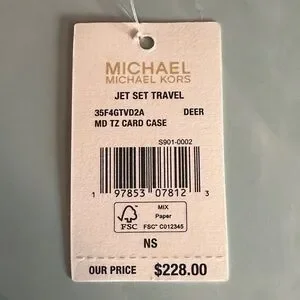 MICHAEL
MICHAEL KORS
JET SET TRAVEL
35F4GTVD2A DEER
MD TZ CARD CASE
S901-0002
1 97853 07812 3
FSC
MIX
Paper
FSC® C012345
NS
OUR PRICE $228.00